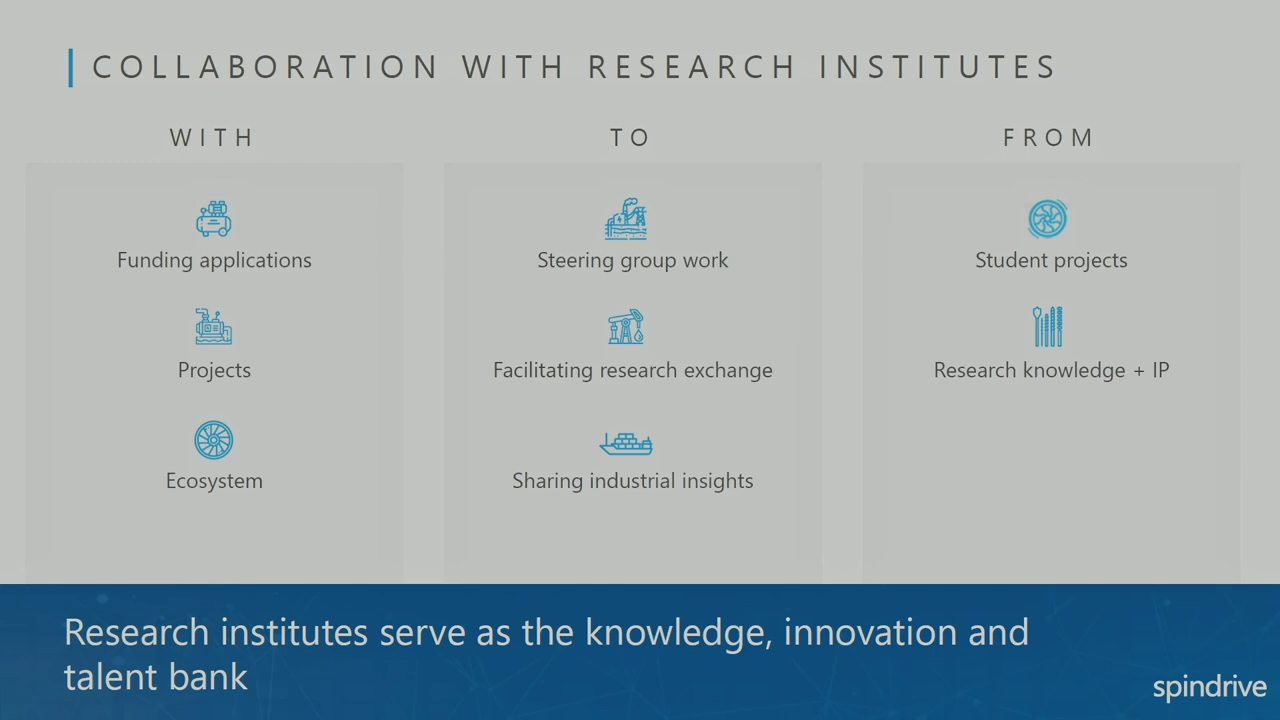 COLLABORATION WITH RESEARCH INSTITUTES
WITH
Funding applications
Projects
Ecosystem
TO
Steering group work
Facilitating research exchange
Sharing industrial insights
FROM
Student projects
Research knowledge + IP
Research institutes serve as the knowledge, innovation and
talent bank
spindrive